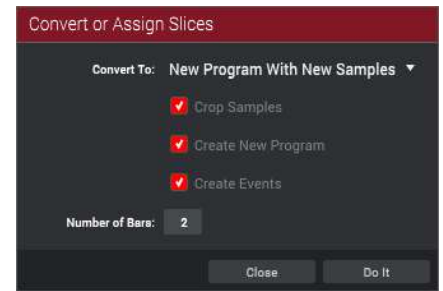 Convert or Assign Slices
Convert To: New Program With New Samples
Crop Samples
Create New Program
Create Events
Number of Bars: 2
Close Do It